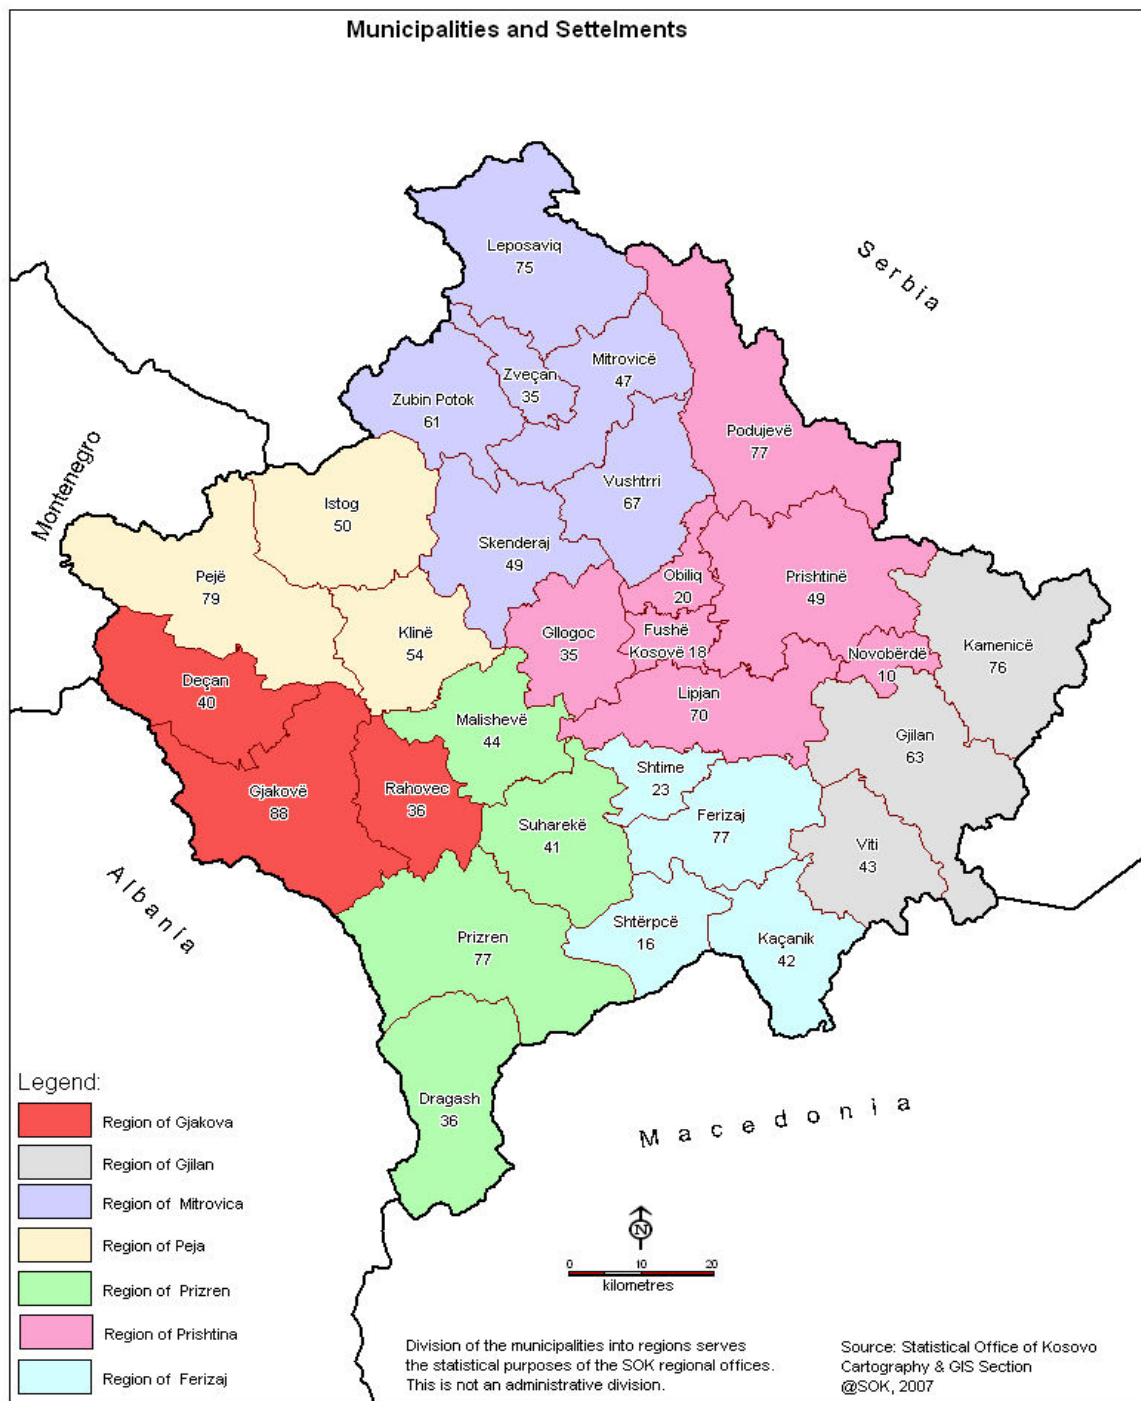 Municipalities and Settelments
Serbia
Montenegro
Albania
Macedonia
Leposaviq
75
Zveçan
35
Mitrovicë
47
Zubin Potok
61
Podujevë
77
Vushtrri
67
Istog
50
Skenderaj
49
Pejë
79
Obiliq
20
Prishtinë
49
Klinë
54
Gllogoc
35
Fushë
Kosovë 18
Novobërdë
10
Kamenicë
76
Deçan
40
Malishevë
44
Lipjan
70
Gjilan
63
Gjakovë
88
Rahovec
36
Shtime
23
Suharekë
41
Ferizaj
77
Viti
43
Prizren
77
Shtërpcë
16
Kaçanik
42
Dragash
36
Legend:
Region of Gjakova
Region of Gjilan
Region of Mitrovica
Region of Peja
Region of Prizren
Region of Prishtina
Region of Ferizaj
N
0 10 20
kilometres
Division of the municipalities into regions serves
the statistical purposes of the SOK regional offices.
This is not an administrative division.
Source: Statistical Office of Kosovo
Cartography & GIS Section
@SOK, 2007